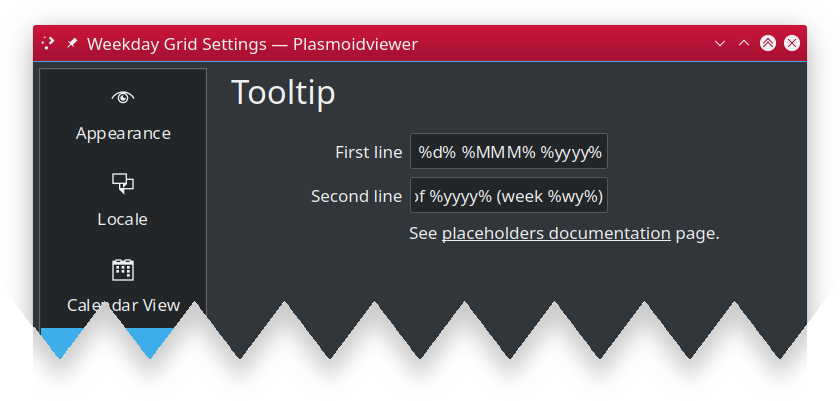 Weekday Grid Settings — Plasmoidviewer
Appearance
Locale
Calendar View
Tooltip
First line %d% %MMM% %yyyy%
Second line of %yyyy% (week %wy%)
See placeholders documentation page.